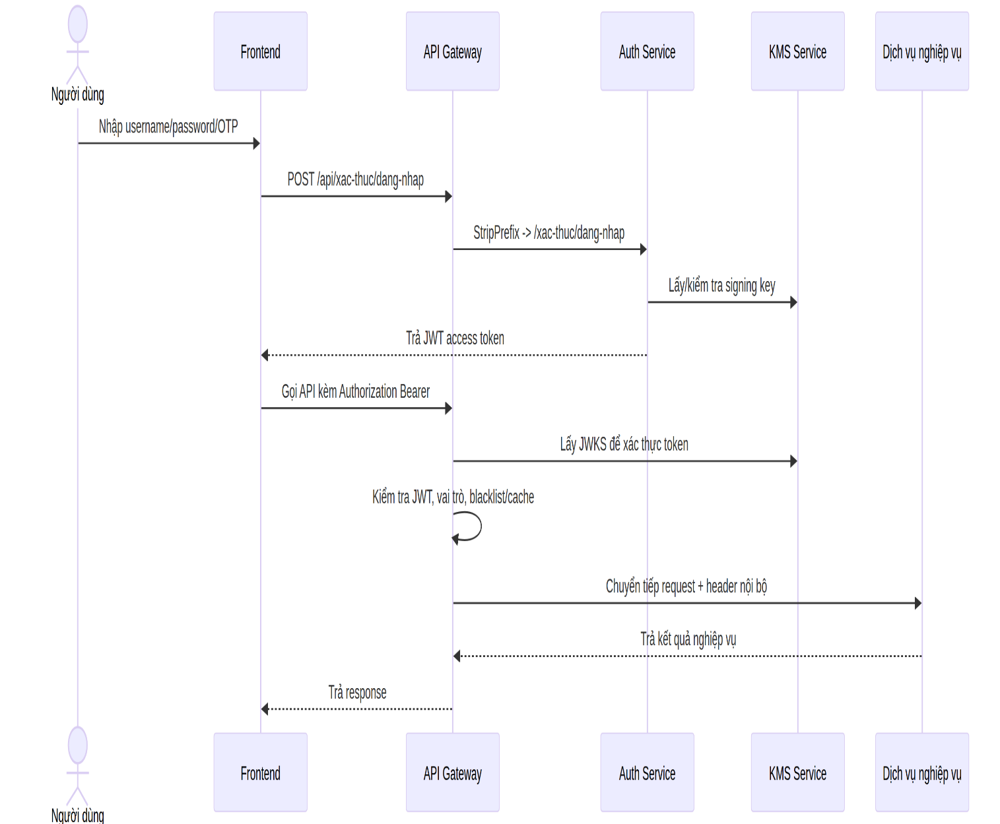 Người dùng
Frontend
API Gateway
Auth Service
KMS Service
Dịch vụ nghiệp vụ
Nhập username/password/OTP
POST /api/xac-thuc/dang-nhap
StripPrefix -> /xac-thuc/dang-nhap
Lấy/kiểm tra signing key
Trả JWT access token
Gọi API kèm Authorization Bearer
Lấy JWKS để xác thực token
Kiểm tra JWT, vai trò, blacklist/cache
Chuyển tiếp request + header nội bộ
Trả kết quả nghiệp vụ
Trả response
Người dùng
Frontend
API Gateway
Auth Service
KMS Service
Dịch vụ nghiệp vụ